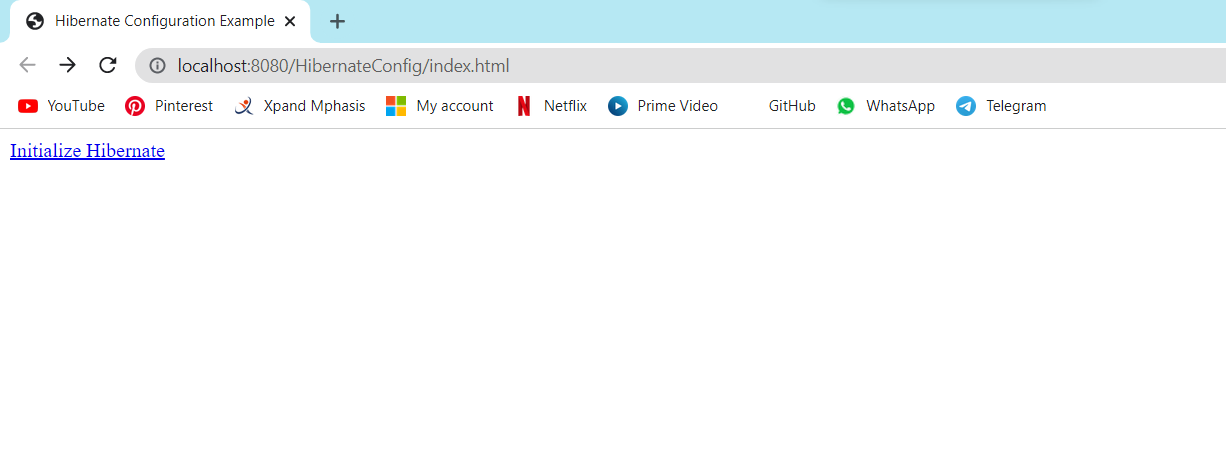 Hibernate Configuration Example
localhost:8080/HibernateConfig/index.html
YouTube Pinterest Xpand Mphasis My account Netflix Prime Video GitHub WhatsApp Telegram
Initialize Hibernate